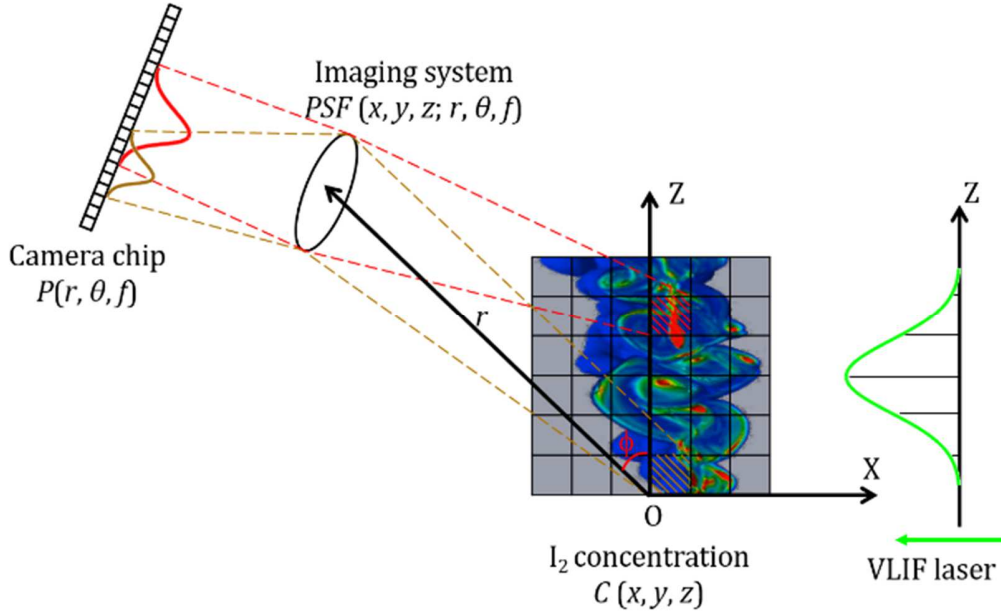 Imaging system
PSF (x, y, z; r, θ, f)
Camera chip
P(r, θ, f)
r
Z
Z
ϕ
X
O
I₂ concentration
C (x, y, z)
VLIF laser